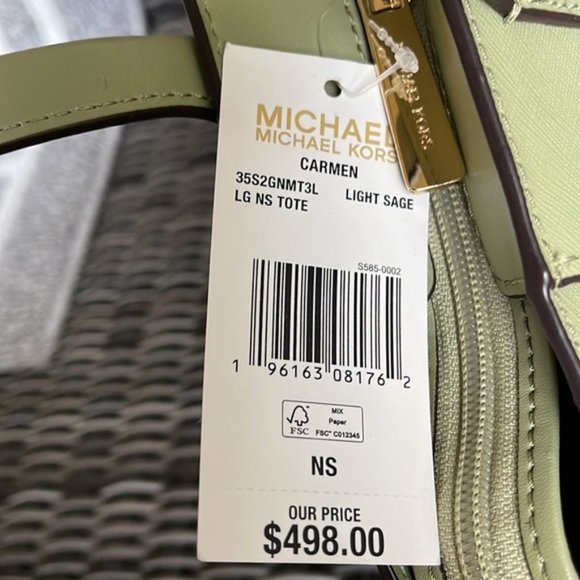 MICHAEL
MICHAEL KORS
CARMEN
35S2GNMT3L LIGHT SAGE
LG NS TOTE
S585-0002
1 96163 08176 2
FSC
MIX
Paper
FSC® C012345
NS
OUR PRICE
$498.00
KORS